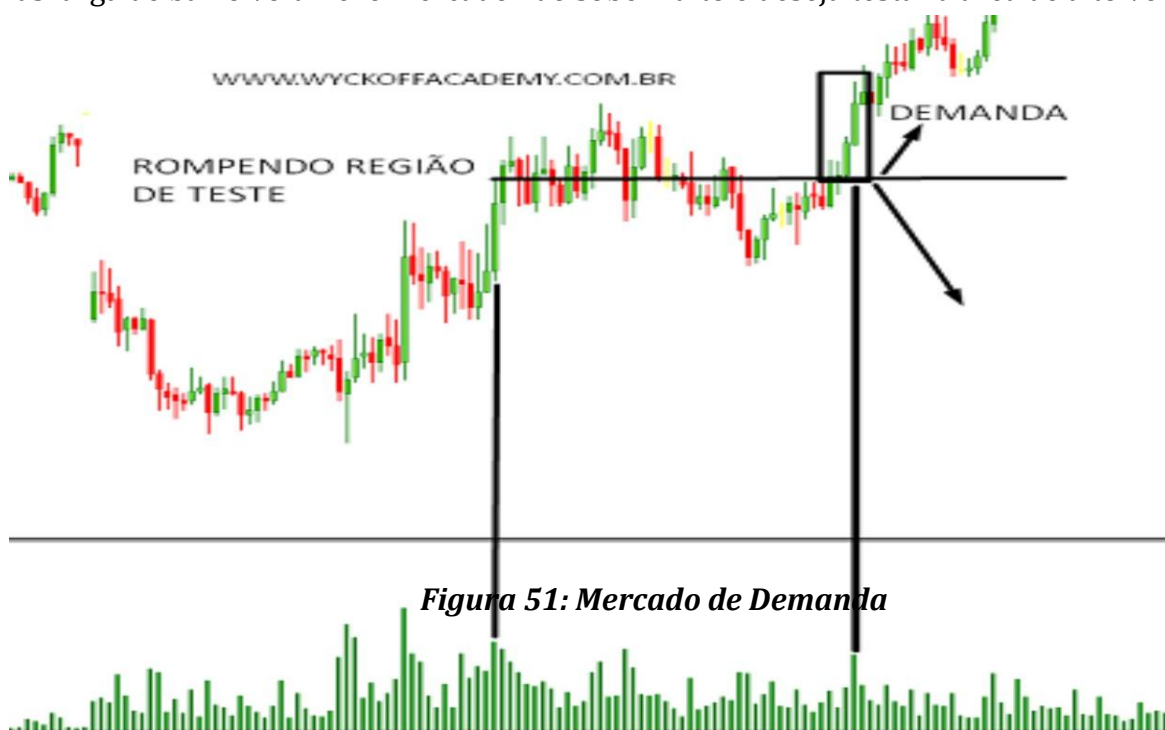 WWW.WYCKOFFACADEMY.COM.BR
DEMANDA
ROMPENDO REGIÃO
DE TESTE
Figura 51: Mercado de Demanda